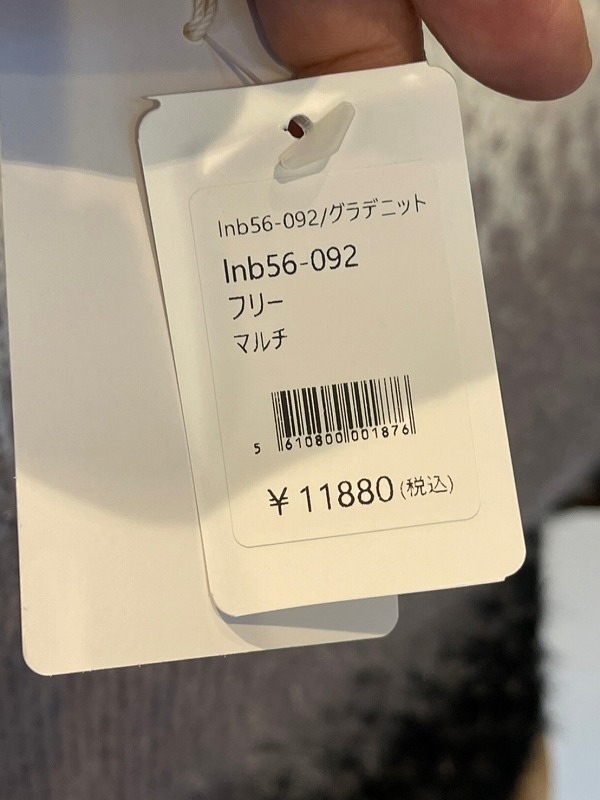 lnb56-092/グラデニット
lnb56-092
フリー
マルチ
5 610800 001876
¥ 11880 (税込)